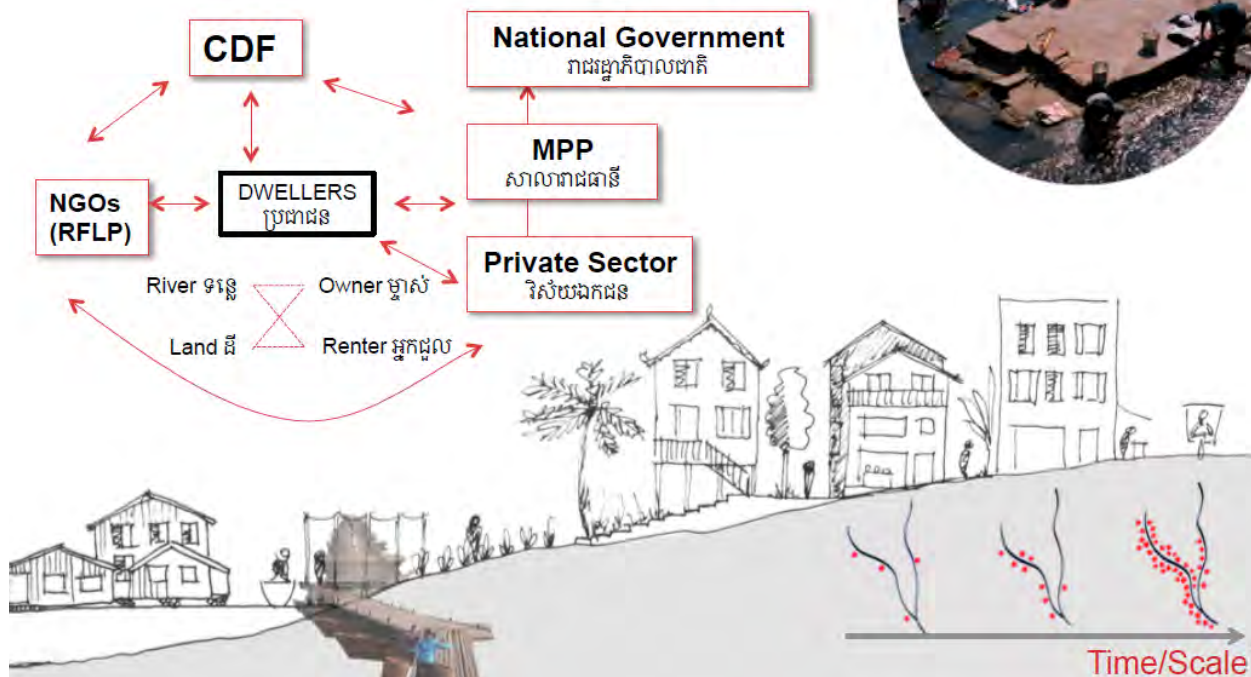 CDF
National Government
រាជរដ្ឋាភិបាលជាតិ
MPP
សាលារាជធានី
NGOs
(RFLP)
DWELLERS
ប្រជាជន
Private Sector
វិស័យឯកជន
River ទន្លេ
Owner ម្ចាស់
Land ដី
Renter អ្នកជួល
Time/Scale